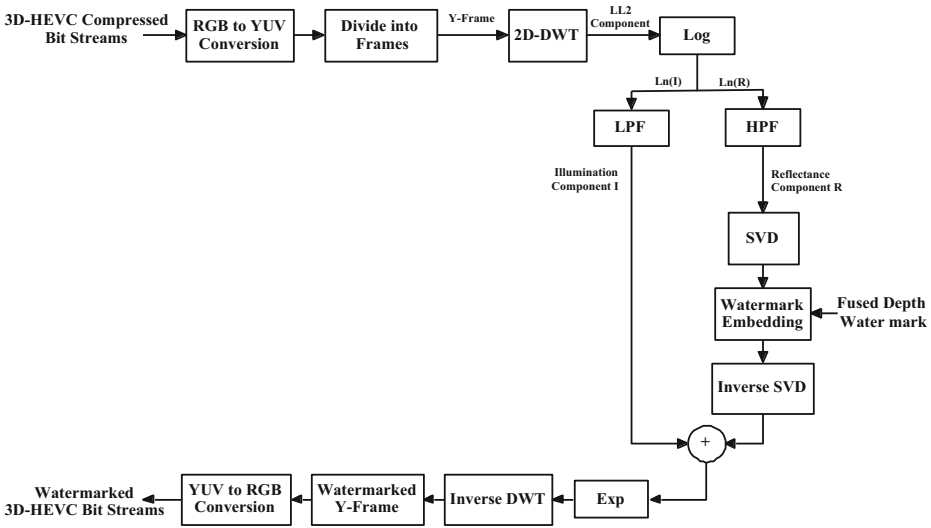 3D-HEVC Compressed
Bit Streams
RGB to YUV
Conversion
Divide into
Frames
Y-Frame
2D-DWT
LL2
Component
Log
Ln(I)
Ln(R)
LPF
HPF
Illumination
Component I
Reflectance
Component R
SVD
Watermark
Embedding
Fused Depth
Water mark
Inverse SVD
+
Watermarked
3D-HEVC Bit Streams
YUV to RGB
Conversion
Watermarked
Y-Frame
Inverse DWT
Exp